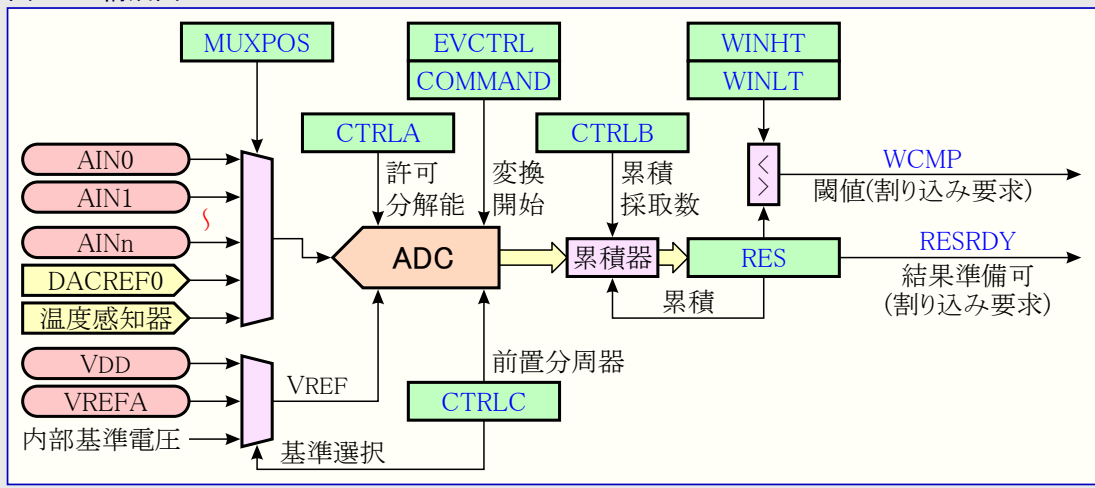 MUXPOS
EVCTRL
COMMAND
WINHT
WINLT
CTRLA
CTRLB
許可
分解能
変換
開始
累積
採取数
AIN0
AIN1
AINn
DACREF0
温度感知器
ADC
累積器
RES
累積
< >
WCMP
閾値(割り込み要求)
RESRDY
結果準備可
(割り込み要求)
VDD
VREFA
内部基準電圧
VREF
前置分周器
CTRLC
基準選択